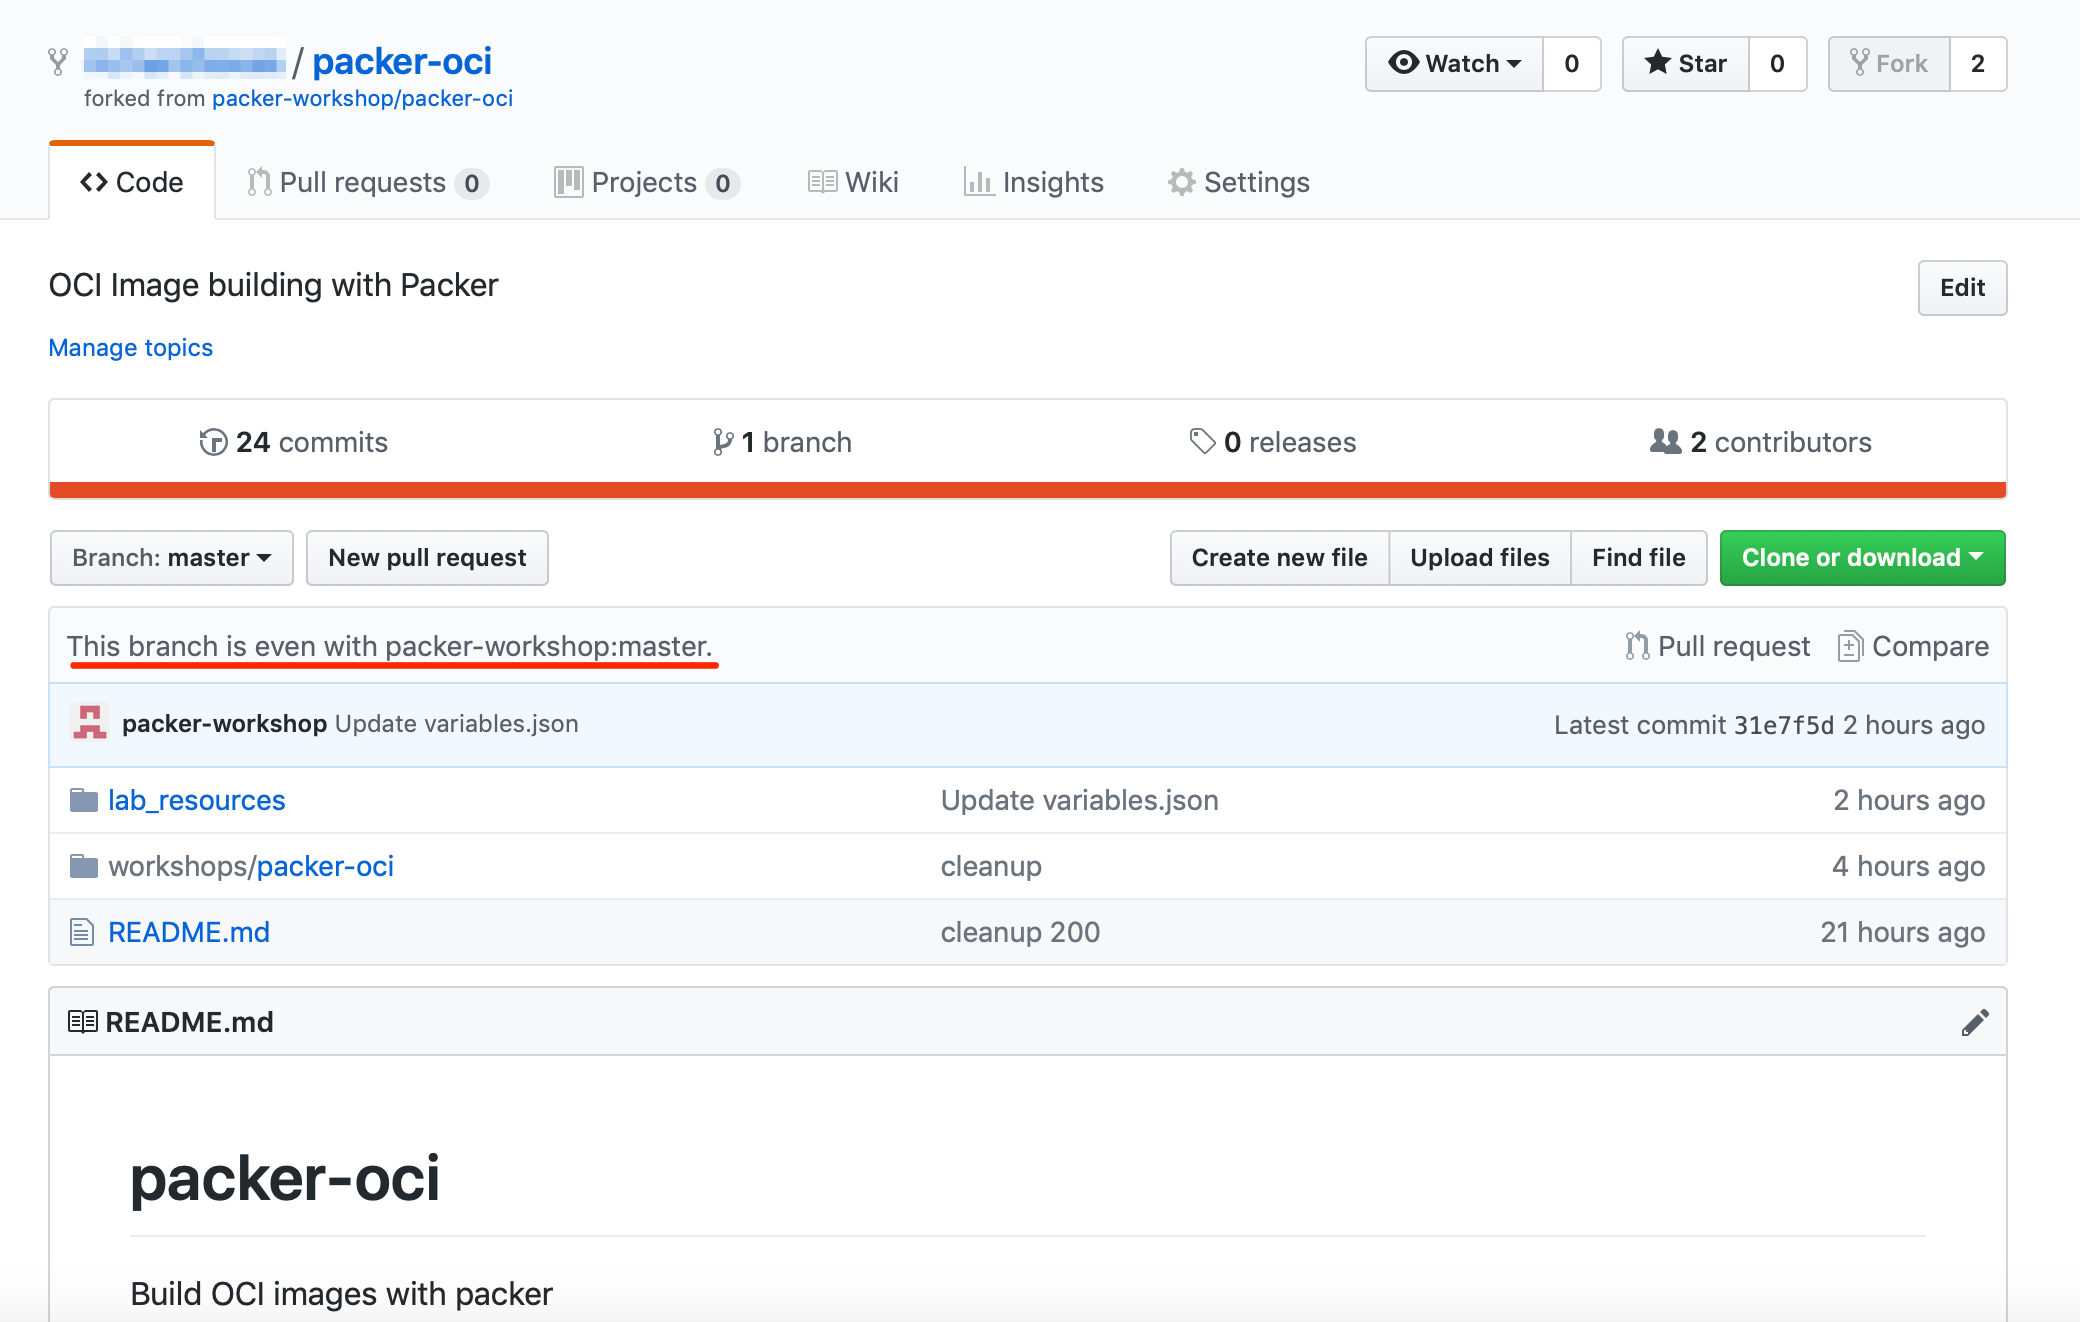 / packer-oci
forked from packer-workshop/packer-oci
Watch 0 Star 0 Fork 2
Code Pull requests 0 Projects 0 Wiki Insights Settings
OCI Image building with Packer
Edit
Manage topics
24 commits 1 branch 0 releases 2 contributors
Branch: master New pull request Create new file Upload files Find file Clone or download
This branch is even with packer-workshop:master. Pull request Compare
packer-workshop Update variables.json Latest commit 31e7f5d 2 hours ago
lab_resources Update variables.json 2 hours ago
workshops/packer-oci cleanup 4 hours ago
README.md cleanup 200 21 hours ago
README.md
packer-oci
Build OCI images with packer